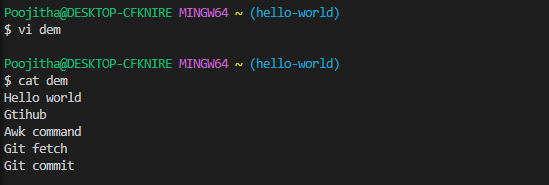 Poojitha@DESKTOP-CFKNIRE MINGW64 ~ (hello-world)
$ vi dem
Poojitha@DESKTOP-CFKNIRE MINGW64 ~ (hello-world)
$ cat dem
Hello world
Gtihub
Awk command
Git fetch
Git commit